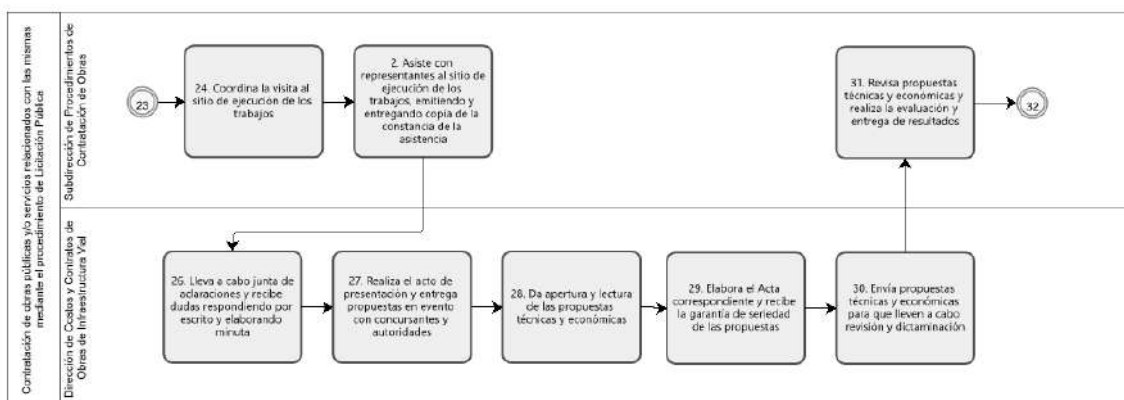 Contratación de obras públicas y/o servicios relacionados con las mismas
mediante el procedimiento de Licitación Pública
Subdirección de Procedimientos de
Contratación de Obras
23
24. Coordina la visita al
sitio de ejecución de los
trabajos
2. Asiste con
representantes al sitio de
ejecución de los
trabajos, emitiendo y
entregando copia de la
constancia de la
asistencia
31. Revisa propuestas
técnicas y económicas y
realiza la evaluación y
entrega de resultados
32
Dirección de Costos y Contratos de
Obras de Infraestructura Vial
26. Lleva a cabo junta de
aclaraciones y recibe
dudas respondiendo por
escrito y elaborando
minuta
27. Realiza el acto de
presentación y entrega
propuestas en evento
con concursantes y
autoridades
28. Da apertura y lectura
de las propuestas
técnicas y económicas
29. Elabora el Acta
correspondiente y recibe
la garantía de seriedad
de las propuestas
30. Envía propuestas
técnicas y económicas
para que lleven a cabo
revisión y dictaminación